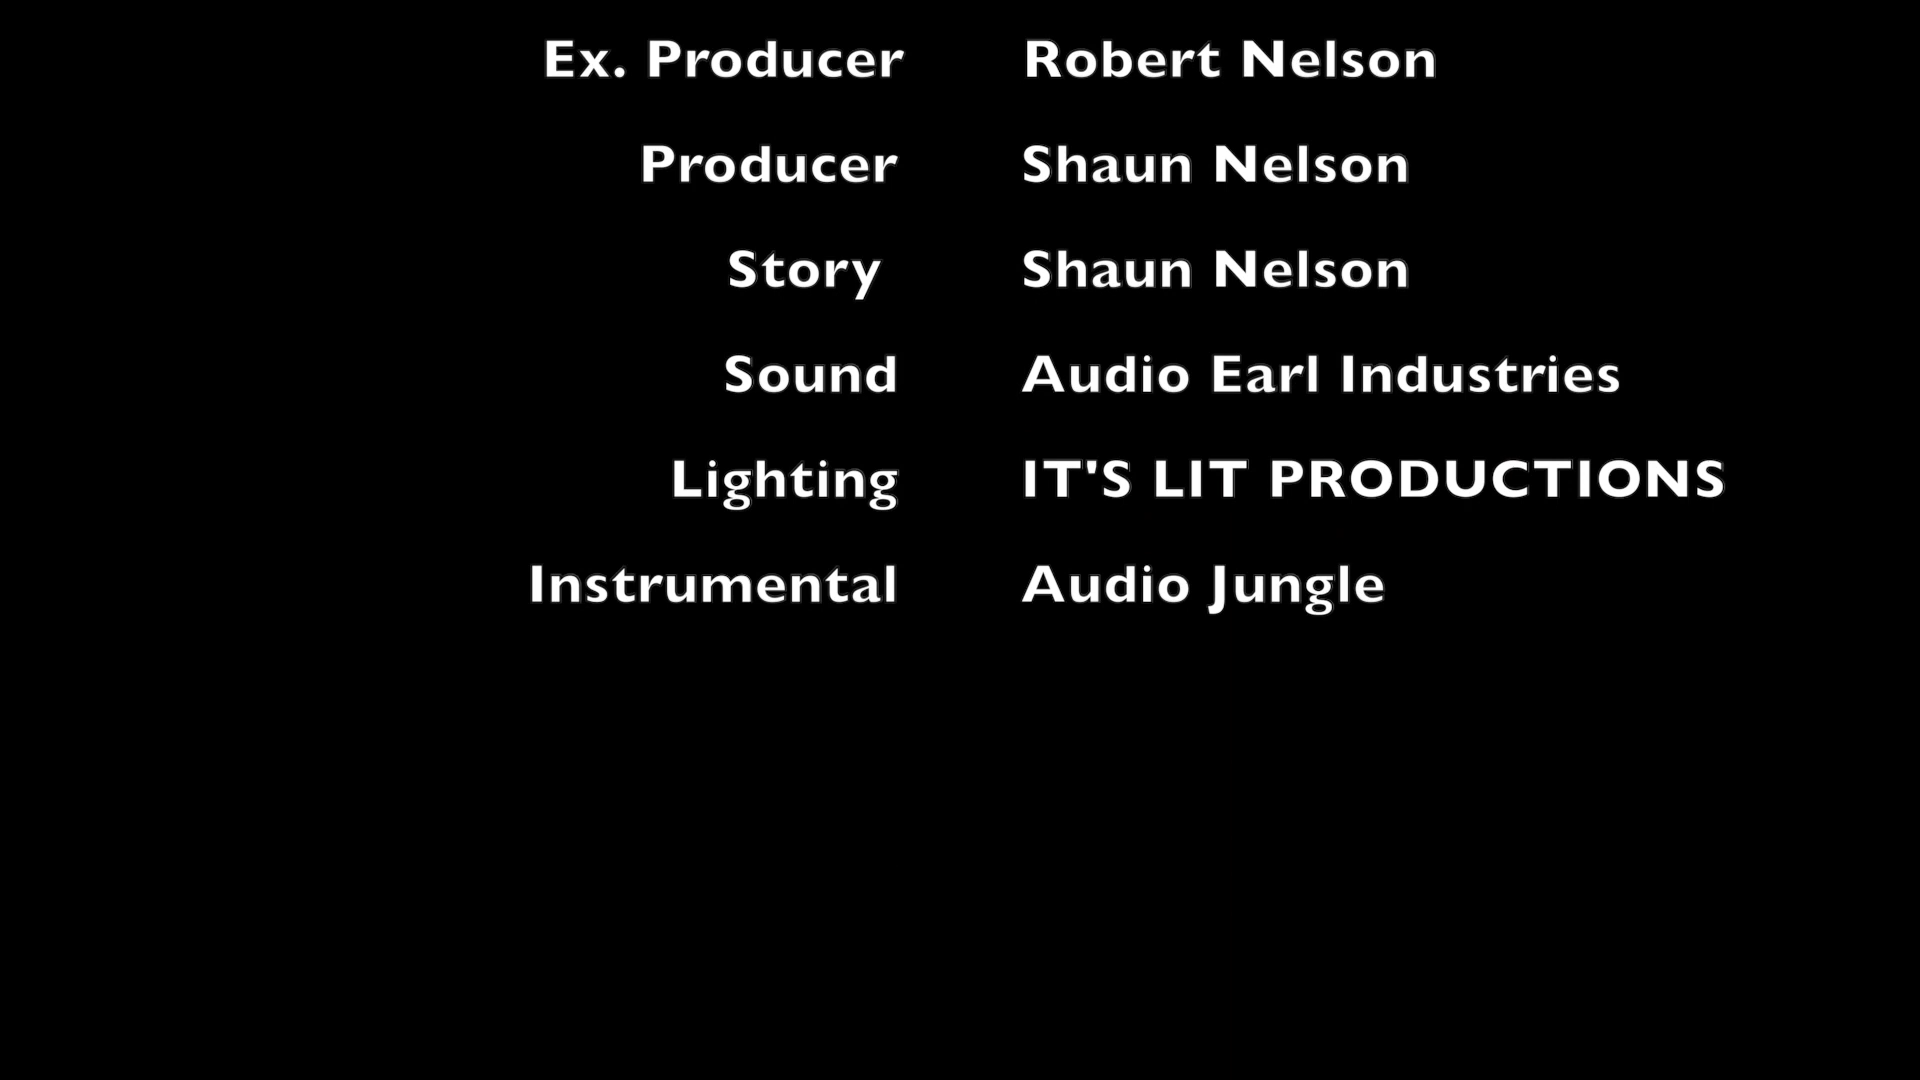 Ex. Producer Robert Nelson
Producer Shaun Nelson
Story Shaun Nelson
Sound Audio Earl Industries
Lighting IT'S LIT PRODUCTIONS
Instrumental Audio Jungle